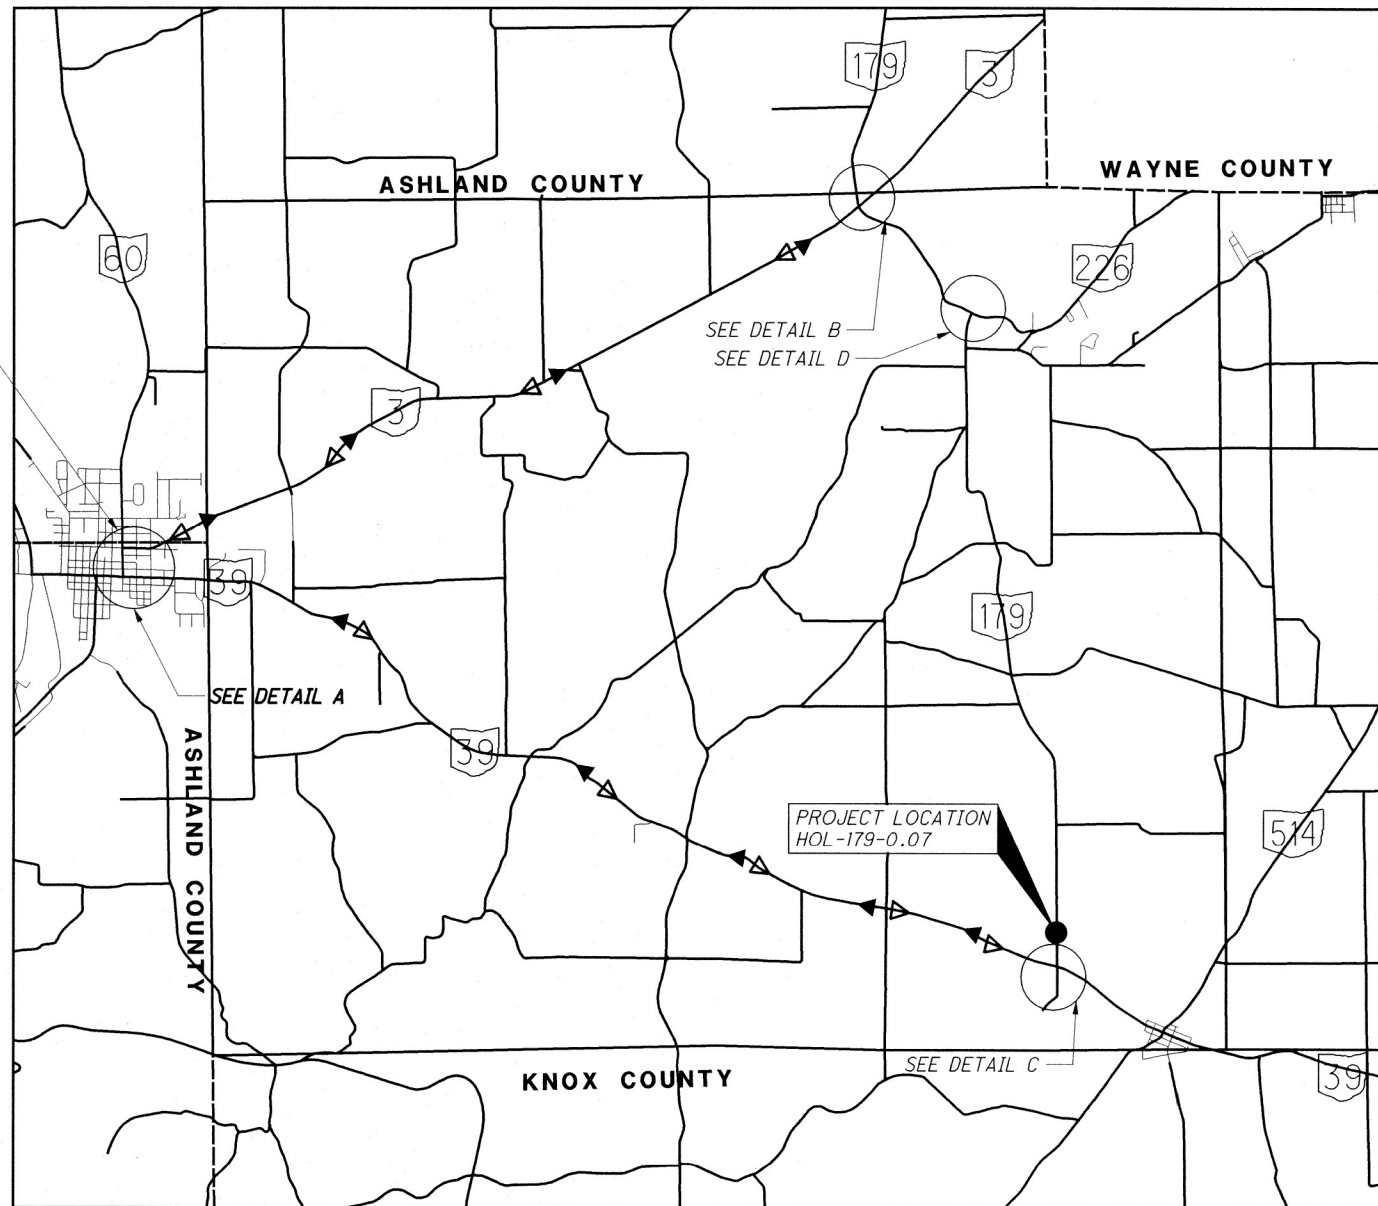 179
3
ASHLAND COUNTY
WAYNE COUNTY
60
226
SEE DETAIL B
SEE DETAIL D
3
39
179
SEE DETAIL A
39
ASHLAND COUNTY
PROJECT LOCATION
HOL-179-0.07
514
SEE DETAIL C
KNOX COUNTY
39